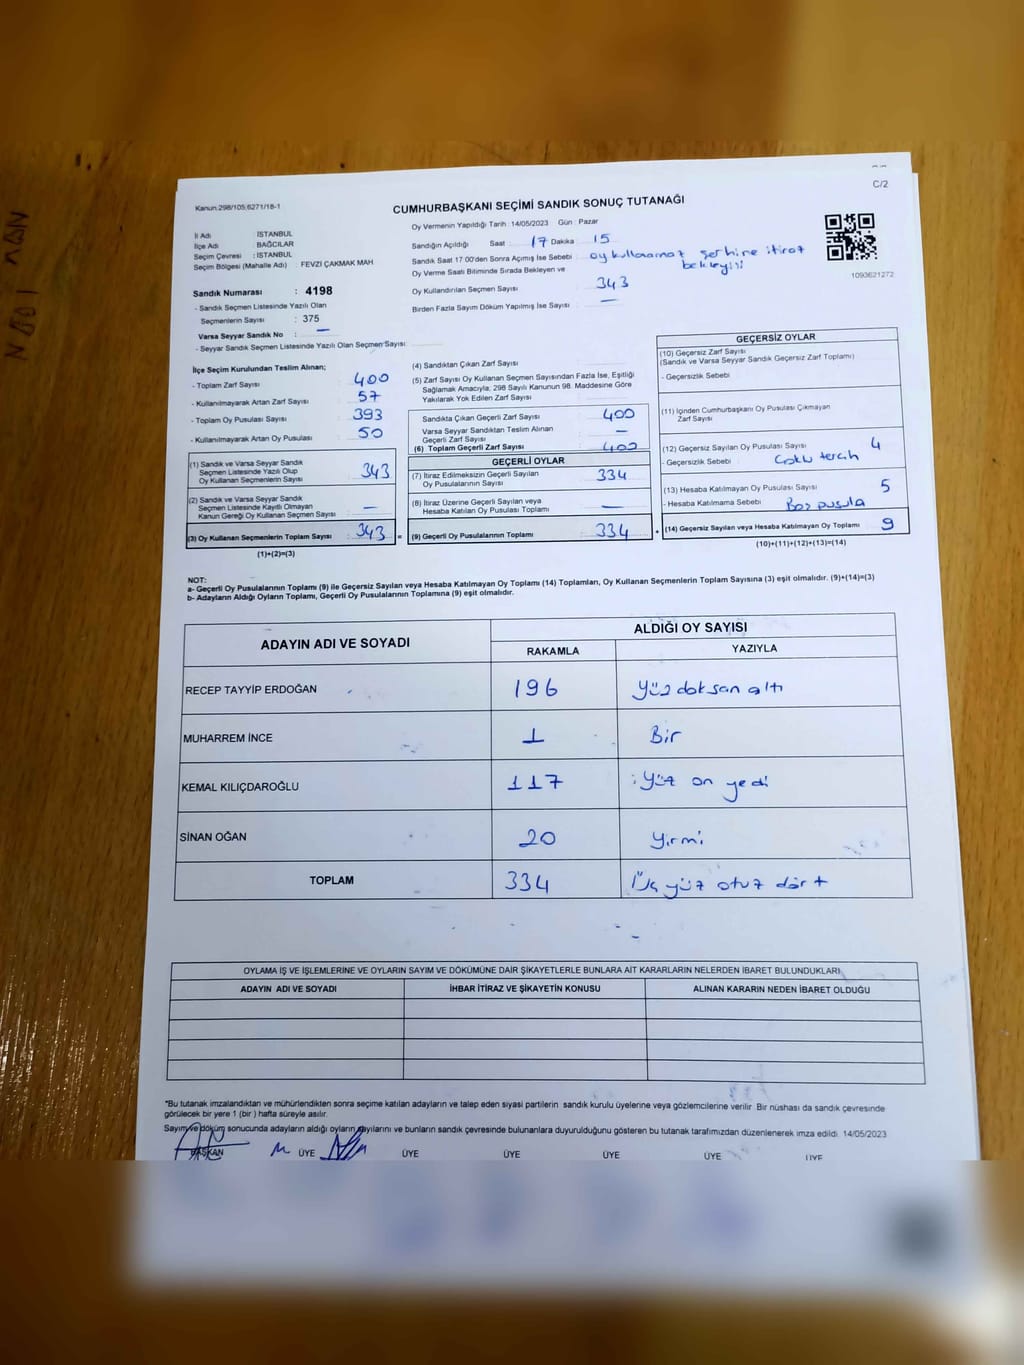 C/2
Kanun.298/105;6271/18-1
CUMHURBAŞKANI SEÇİMİ SANDIK SONUÇ TUTANAĞI
İl Adı : İSTANBUL
İlçe Adı : BAĞCILAR
Seçim Çevresi : İSTANBUL
Seçim Bölgesi (Mahalle Adı) : FEVZİ ÇAKMAK MAH.
Sandık Numarası : 4198
- Sandık Seçmen Listesinde Yazılı Olan
Seçmenlerin Sayısı : 375
Varsa Seyyar Sandık No : —
- Seyyar Sandık Seçmen Listesinde Yazılı Olan Seçmen Sayısı:
Oy Vermenin Yapıldığı Tarih : 14/05/2023 Gün : Pazar
Sandığın Açıldığı Saat 17 Dakika 15
Sandık Saat 17:00'den Sonra Açılmış İse Sebebi : oy kullanamaz şerhine itiraz
bekleyişi
Oy Verme Saati Bitiminde Sırada Bekleyen ve
Oy Kullandırılan Seçmen Sayısı : 343
Birden Fazla Sayım Döküm Yapılmış İse Sayısı : —
1093621272
İlçe Seçim Kurulundan Teslim Alınan;
- Toplam Zarf Sayısı : 400
- Kullanılmayarak Artan Zarf Sayısı : 57
- Toplam Oy Pusulası Sayısı : 393
- Kullanılmayarak Artan Oy Pusulası : 50
(1) Sandık ve Varsa Seyyar Sandık
Seçmen Listesinde Yazılı Olup
Oy Kullanan Seçmenlerin Sayısı : 343
(2) Sandık ve Varsa Seyyar Sandık
Seçmen Listesinde Kayıtlı Olmayan
Kanun Gereği Oy Kullanan Seçmen Sayısı : —
(3) Oy Kullanan Seçmenlerin Toplam Sayısı : 343 =
(1)+(2)=(3)
(4) Sandıktan Çıkan Zarf Sayısı :
(5) Zarf Sayısı Oy Kullanan Seçmen Sayısından Fazla İse, Eşitliği
Sağlamak Amacıyla; 298 Sayılı Kanunun 98. Maddesine Göre
Yakılarak Yok Edilen Zarf Sayısı :
Sandıkta Çıkan Geçerli Zarf Sayısı : 400
Varsa Seyyar Sandıktan Teslim Alınan
Geçerli Zarf Sayısı : —
(6) Toplam Geçerli Zarf Sayısı :
GEÇERLİ OYLAR
(7) İtiraz Edilmeksizin Geçerli Sayılan
Oy Pusulalarının Sayısı : 334
(8) İtiraz Üzerine Geçerli Sayılan veya
Hesaba Katılan Oy Pusulası Toplamı : —
(9) Geçerli Oy Pusulalarının Toplamı : 334 +
GEÇERSİZ OYLAR
(10) Geçersiz Zarf Sayısı
(Sandık ve Varsa Seyyar Sandık Geçersiz Zarf Toplamı)
- Geçersizlik Sebebi :
(11) İçinden Cumhurbaşkanı Oy Pusulası Çıkmayan
Zarf Sayısı :
(12) Geçersiz Sayılan Oy Pusulası Sayısı : 4
- Geçersizlik Sebebi : Çoklu tercih
(13) Hesaba Katılmayan Oy Pusulası Sayısı : 5
- Hesaba Katılmama Sebebi : Boş pusula
(14) Geçersiz Sayılan veya Hesaba Katılmayan Oy Toplamı : 9
(10)+(11)+(12)+(13)=(14)
NOT:
a- Geçerli Oy Pusulalarının Toplamı (9) ile Geçersiz Sayılan veya Hesaba Katılmayan Oy Toplamı (14) Toplamları, Oy Kullanan Seçmenlerin Toplam Sayısına (3) eşit olmalıdır. (9)+(14)=(3)
b- Adayların Aldığı Oyların Toplamı, Geçerli Oy Pusulalarının Toplamına (9) eşit olmalıdır.
ADAYIN ADI VE SOYADI ALDIĞI OY SAYISI
RAKAMLA YAZIYLA
RECEP TAYYİP ERDOĞAN 196 Yüz doksan altı
MUHARREM İNCE 1 Bir
KEMAL KILIÇDAROĞLU 117 Yüz on yedi
SİNAN OĞAN 20 Yirmi
TOPLAM 334 Üç yüz otuz dört
OYLAMA İŞ VE İŞLEMLERİNE VE OYLARIN SAYIM VE DÖKÜMÜNE DAİR ŞİKAYETLERLE BUNLARA AİT KARARLARIN NELERDEN İBARET BULUNDUKLARI
ADAYIN ADI VE SOYADI İHBAR İTİRAZ VE ŞİKAYETİN KONUSU ALINAN KARARIN NEDEN İBARET OLDUĞU
*Bu tutanak imzalandıktan ve mühürlendikten sonra seçime katılan adayların ve talep eden siyasi partilerin sandık kurulu üyelerine veya gözlemcilerine verilir. Bir nüshası da sandık çevresinde
görülecek bir yere 1 (bir ) hafta süreyle asılır.
Sayım ve döküm sonucunda adayların aldığı oyların sayılarını ve bunların sandık çevresinde bulunanlara duyurulduğunu gösteren bu tutanak tarafımızdan düzenlenerek imza edildi. 14/05/2023
BAŞKAN ÜYE ÜYE ÜYE ÜYE ÜYE ÜYE